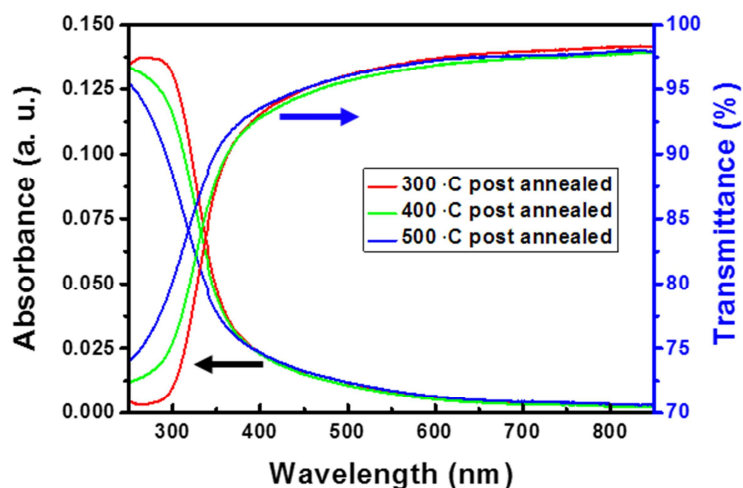 Absorbance (a. u.)
0.150
0.125
0.100
0.075
0.050
0.025
0.000
100
95
90
85
80
75
70
Transmittance (%)
300 ·C post annealed
400 ·C post annealed
500 ·C post annealed
300 400 500 600 700 800
Wavelength (nm)